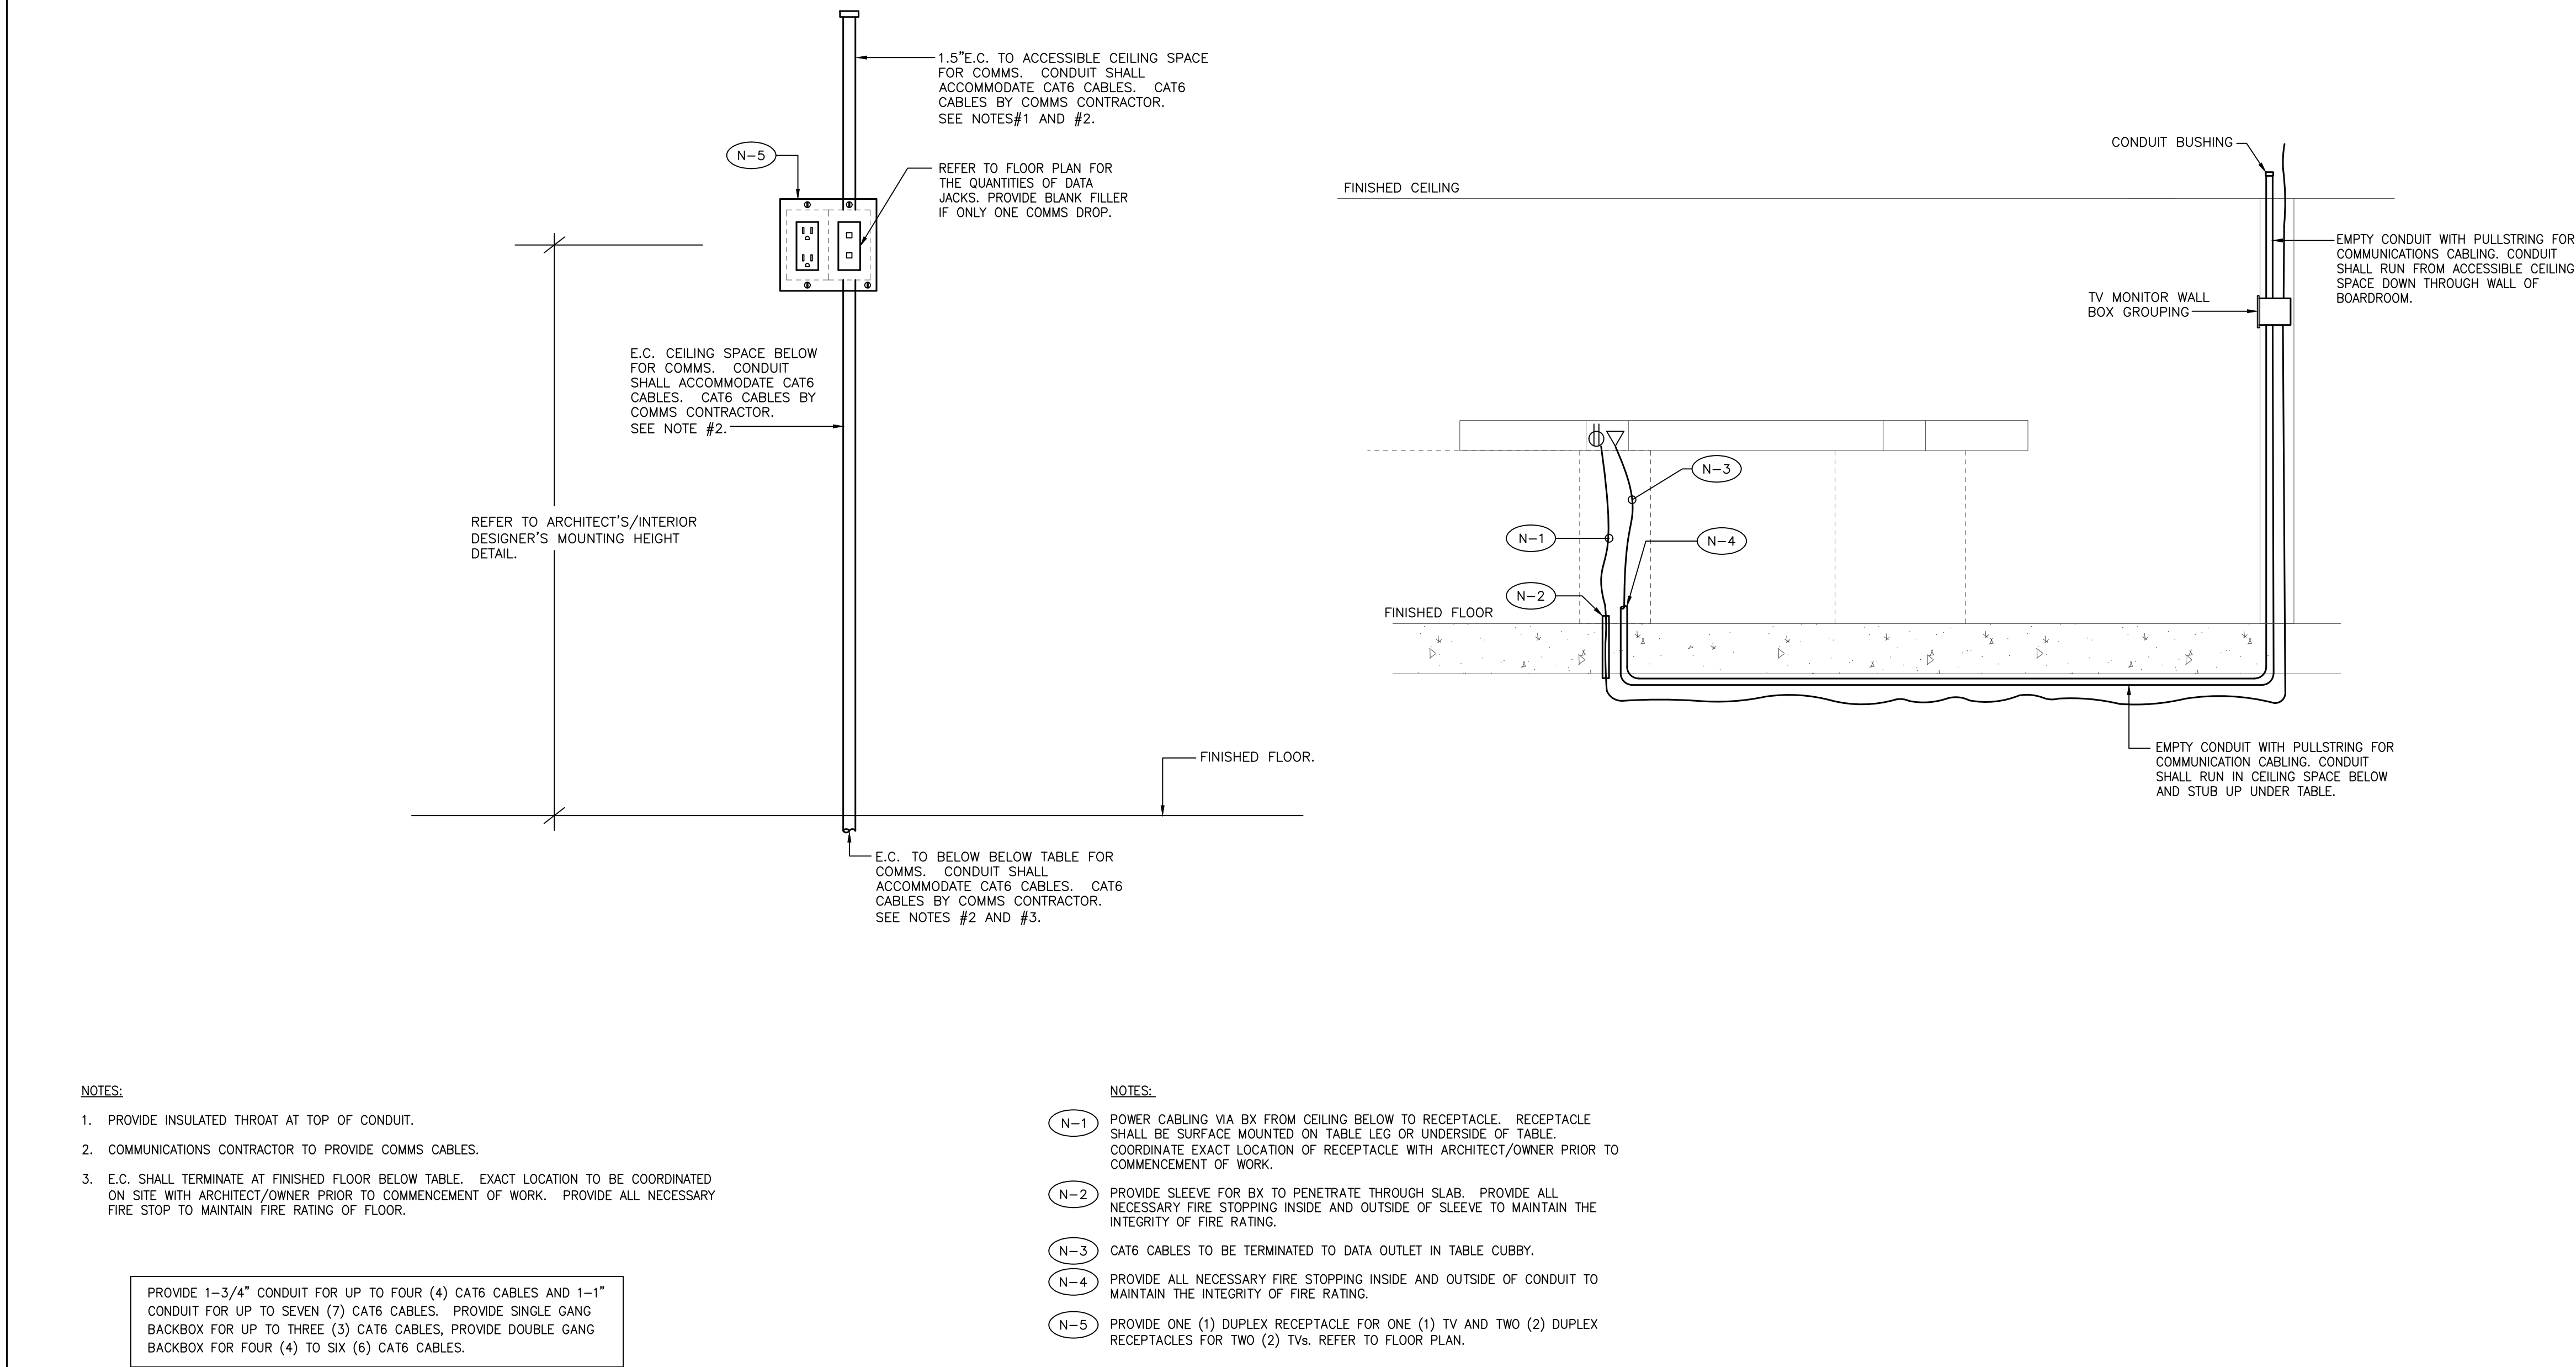 1.5"E.C. TO ACCESSIBLE CEILING SPACE
FOR COMMS. CONDUIT SHALL
ACCOMMODATE CAT6 CABLES. CAT6
CABLES BY COMMS CONTRACTOR.
SEE NOTES#1 AND #2.
N-5
REFER TO FLOOR PLAN FOR
THE QUANTITIES OF DATA
JACKS. PROVIDE BLANK FILLER
IF ONLY ONE COMMS DROP.
E.C. CEILING SPACE BELOW
FOR COMMS. CONDUIT
SHALL ACCOMMODATE CAT6
CABLES. CAT6 CABLES BY
COMMS CONTRACTOR.
SEE NOTE #2.
REFER TO ARCHITECT'S/INTERIOR
DESIGNER'S MOUNTING HEIGHT
DETAIL.
FINISHED FLOOR.
E.C. TO BELOW BELOW TABLE FOR
COMMS. CONDUIT SHALL
ACCOMMODATE CAT6 CABLES. CAT6
CABLES BY COMMS CONTRACTOR.
SEE NOTES #2 AND #3.
CONDUIT BUSHING
FINISHED CEILING
EMPTY CONDUIT WITH PULLSTRING FOR
COMMUNICATIONS CABLING. CONDUIT
SHALL RUN FROM ACCESSIBLE CEILING
SPACE DOWN THROUGH WALL OF
BOARDROOM.
TV MONITOR WALL
BOX GROUPING
N-3
N-1
N-4
N-2
FINISHED FLOOR
EMPTY CONDUIT WITH PULLSTRING FOR
COMMUNICATION CABLING. CONDUIT
SHALL RUN IN CEILING SPACE BELOW
AND STUB UP UNDER TABLE.
NOTES:
1. PROVIDE INSULATED THROAT AT TOP OF CONDUIT.
2. COMMUNICATIONS CONTRACTOR TO PROVIDE COMMS CABLES.
3. E.C. SHALL TERMINATE AT FINISHED FLOOR BELOW TABLE. EXACT LOCATION TO BE COORDINATED
ON SITE WITH ARCHITECT/OWNER PRIOR TO COMMENCEMENT OF WORK. PROVIDE ALL NECESSARY
FIRE STOP TO MAINTAIN FIRE RATING OF FLOOR.
PROVIDE 1-3/4" CONDUIT FOR UP TO FOUR (4) CAT6 CABLES AND 1-1"
CONDUIT FOR UP TO SEVEN (7) CAT6 CABLES. PROVIDE SINGLE GANG
BACKBOX FOR UP TO THREE (3) CAT6 CABLES, PROVIDE DOUBLE GANG
BACKBOX FOR FOUR (4) TO SIX (6) CAT6 CABLES.
NOTES:
N-1 POWER CABLING VIA BX FROM CEILING BELOW TO RECEPTACLE. RECEPTACLE
SHALL BE SURFACE MOUNTED ON TABLE LEG OR UNDERSIDE OF TABLE.
COORDINATE EXACT LOCATION OF RECEPTACLE WITH ARCHITECT/OWNER PRIOR TO
COMMENCEMENT OF WORK.
N-2 PROVIDE SLEEVE FOR BX TO PENETRATE THROUGH SLAB. PROVIDE ALL
NECESSARY FIRE STOPPING INSIDE AND OUTSIDE OF SLEEVE TO MAINTAIN THE
INTEGRITY OF FIRE RATING.
N-3 CAT6 CABLES TO BE TERMINATED TO DATA OUTLET IN TABLE CUBBY.
N-4 PROVIDE ALL NECESSARY FIRE STOPPING INSIDE AND OUTSIDE OF CONDUIT TO
MAINTAIN THE INTEGRITY OF FIRE RATING.
N-5 PROVIDE ONE (1) DUPLEX RECEPTACLE FOR ONE (1) TV AND TWO (2) DUPLEX
RECEPTACLES FOR TWO (2) TVs. REFER TO FLOOR PLAN.